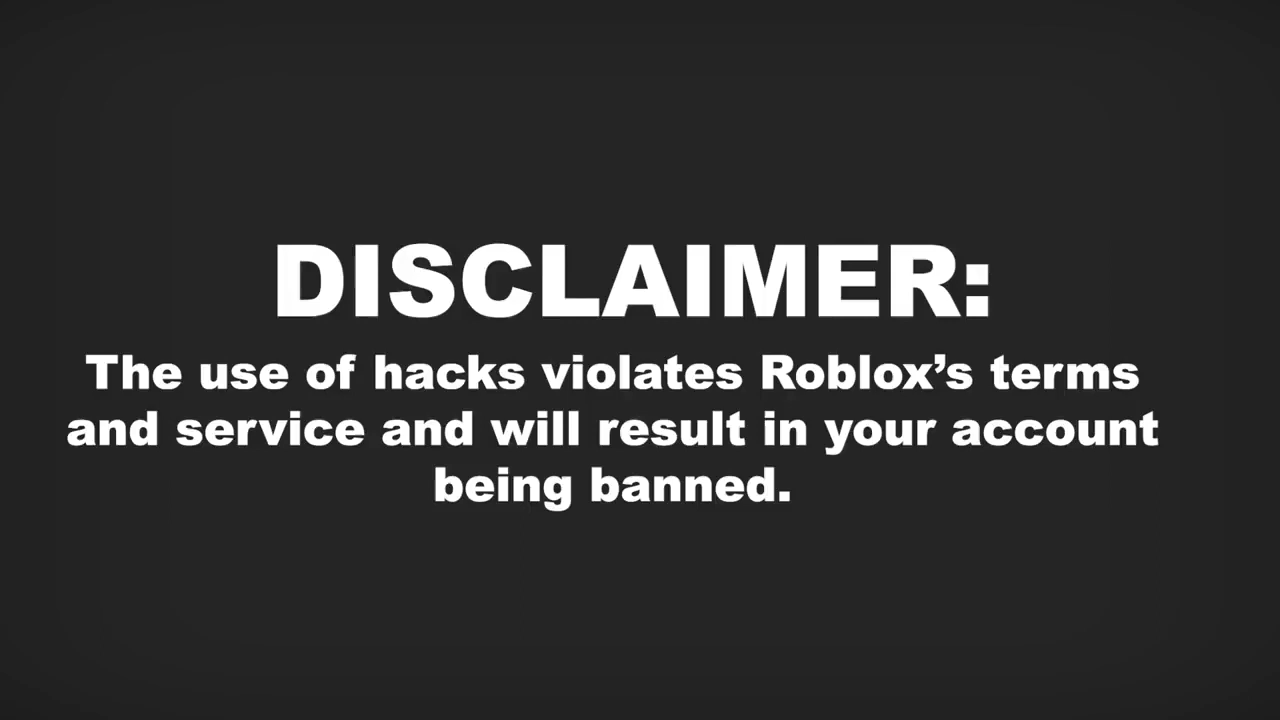 DISCLAIMER:
The use of hacks violates Roblox’s terms
and service and will result in your account
being banned.